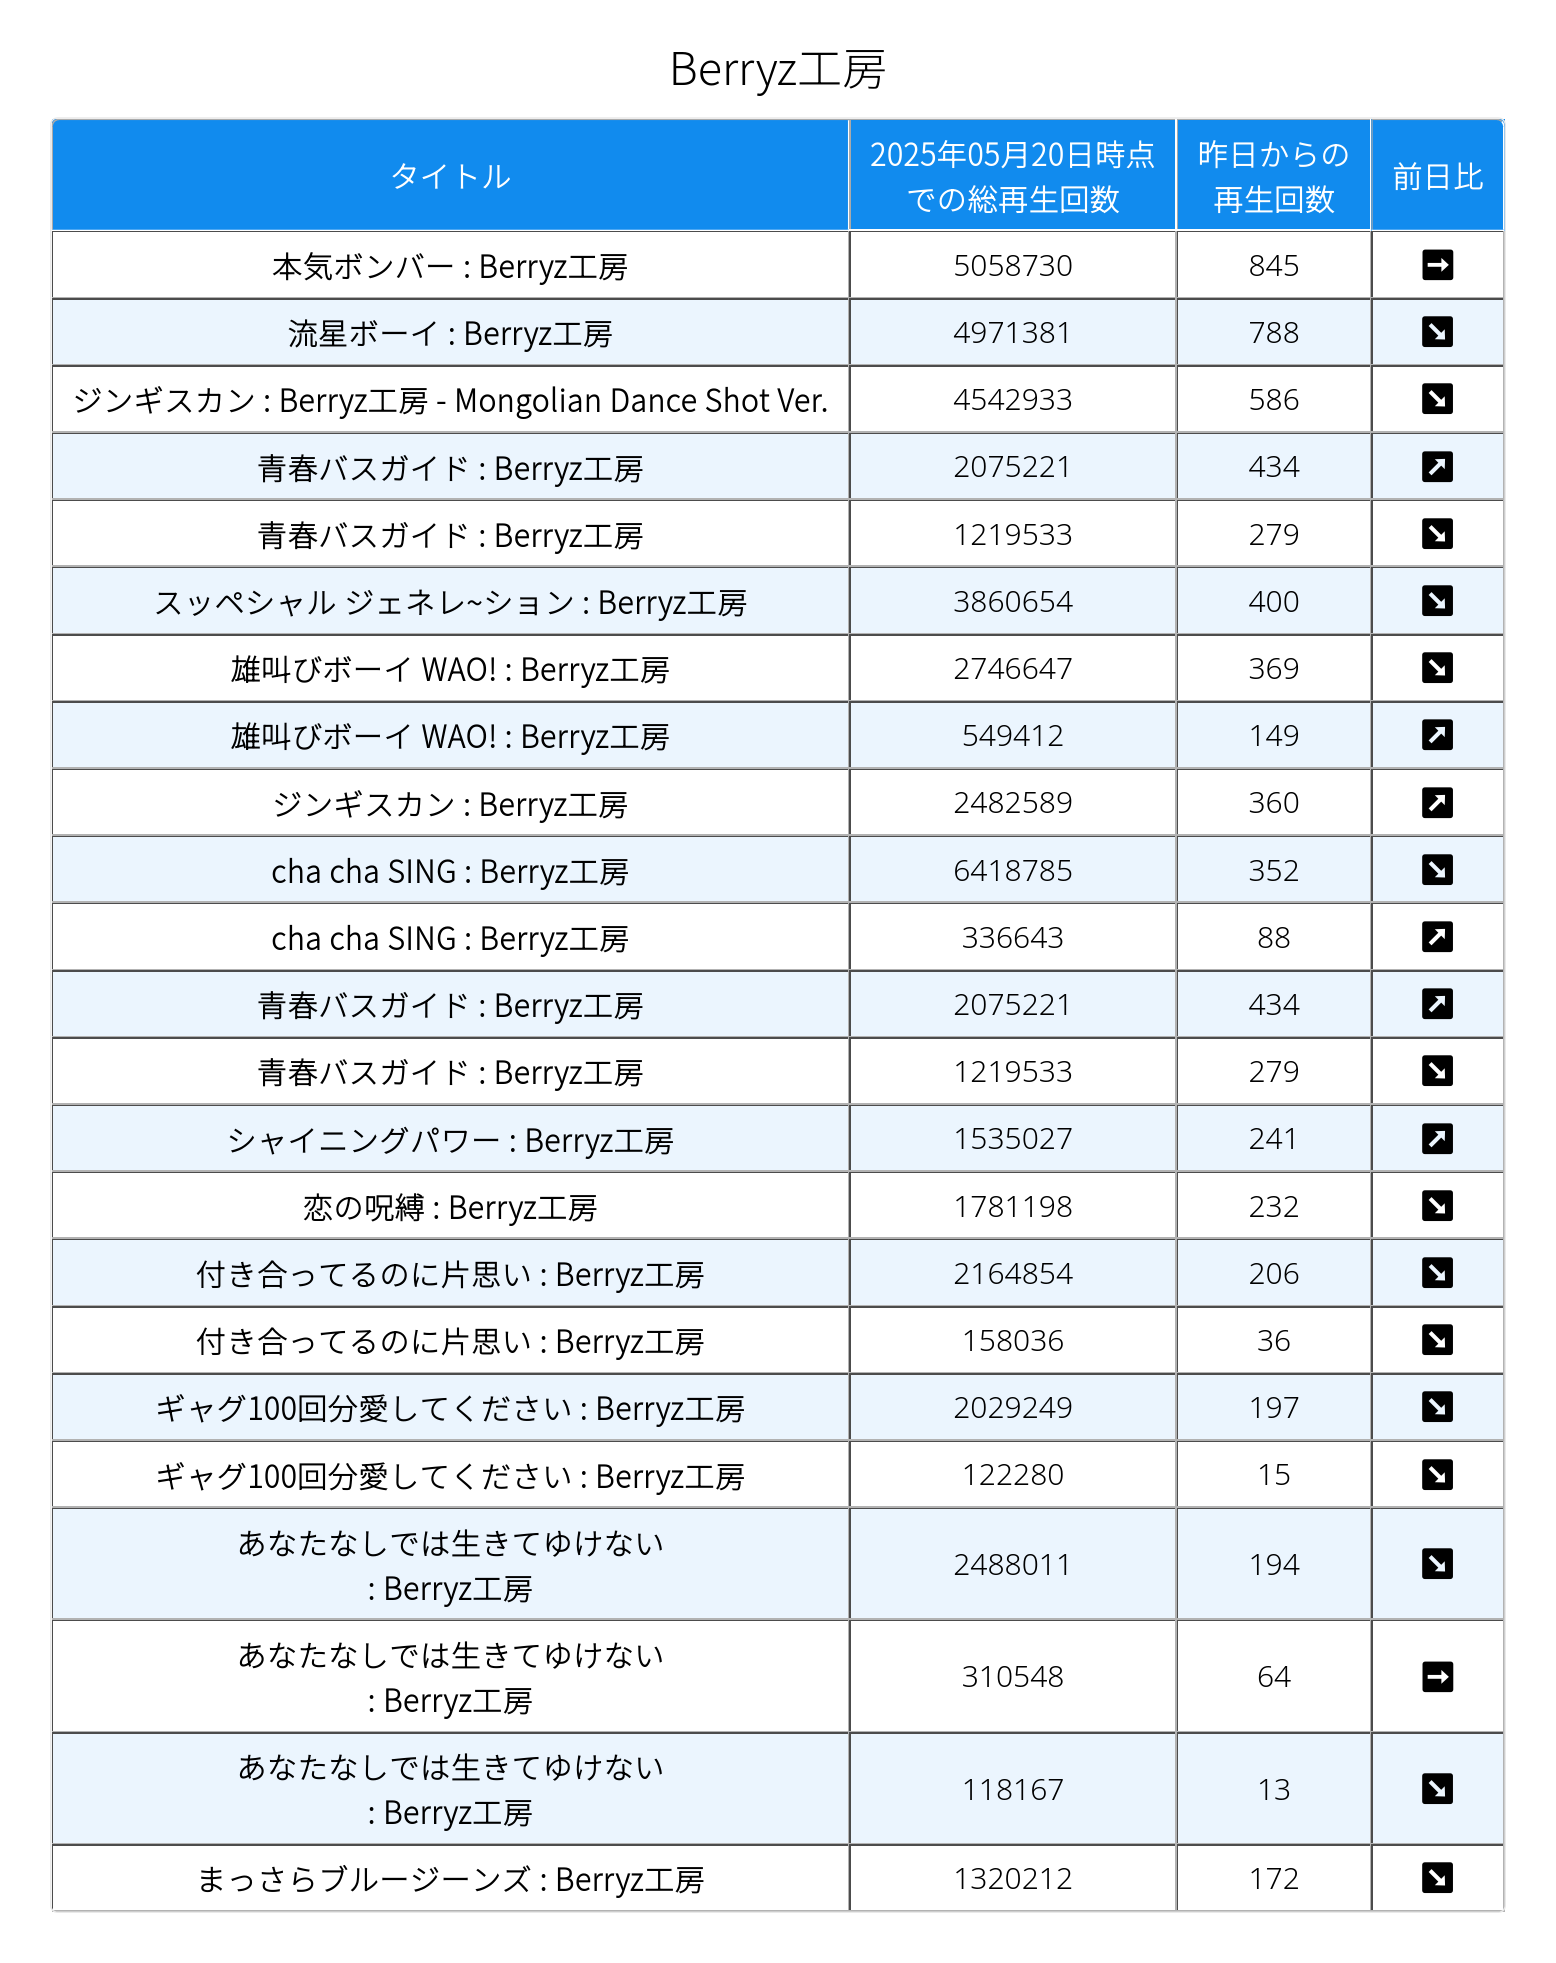 Berryz工房
タイトル 2025年05月20日時点での総再生回数 昨日からの再生回数 前日比
本気ボンバー : Berryz工房 5058730 845 ➡
流星ボーイ : Berryz工房 4971381 788 ↘
ジンギスカン : Berryz工房 - Mongolian Dance Shot Ver. 4542933 586 ↘
青春バスガイド : Berryz工房 2075221 434 ↗
青春バスガイド : Berryz工房 1219533 279 ↘
スッペシャル ジェネレ~ション : Berryz工房 3860654 400 ↘
雄叫びボーイ WAO! : Berryz工房 2746647 369 ↘
雄叫びボーイ WAO! : Berryz工房 549412 149 ↗
ジンギスカン : Berryz工房 2482589 360 ↗
cha cha SING : Berryz工房 6418785 352 ↘
cha cha SING : Berryz工房 336643 88 ↗
青春バスガイド : Berryz工房 2075221 434 ↗
青春バスガイド : Berryz工房 1219533 279 ↘
シャイニングパワー : Berryz工房 1535027 241 ↗
恋の呪縛 : Berryz工房 1781198 232 ↘
付き合ってるのに片思い : Berryz工房 2164854 206 ↘
付き合ってるのに片思い : Berryz工房 158036 36 ↘
ギャグ100回分愛してください : Berryz工房 2029249 197 ↘
ギャグ100回分愛してください : Berryz工房 122280 15 ↘
あなたなしでは生きてゆけない
: Berryz工房 2488011 194 ↘
あなたなしでは生きてゆけない
: Berryz工房 310548 64 ➡
あなたなしでは生きてゆけない
: Berryz工房 118167 13 ↘
まっさらブルージーンズ : Berryz工房 1320212 172 ↘